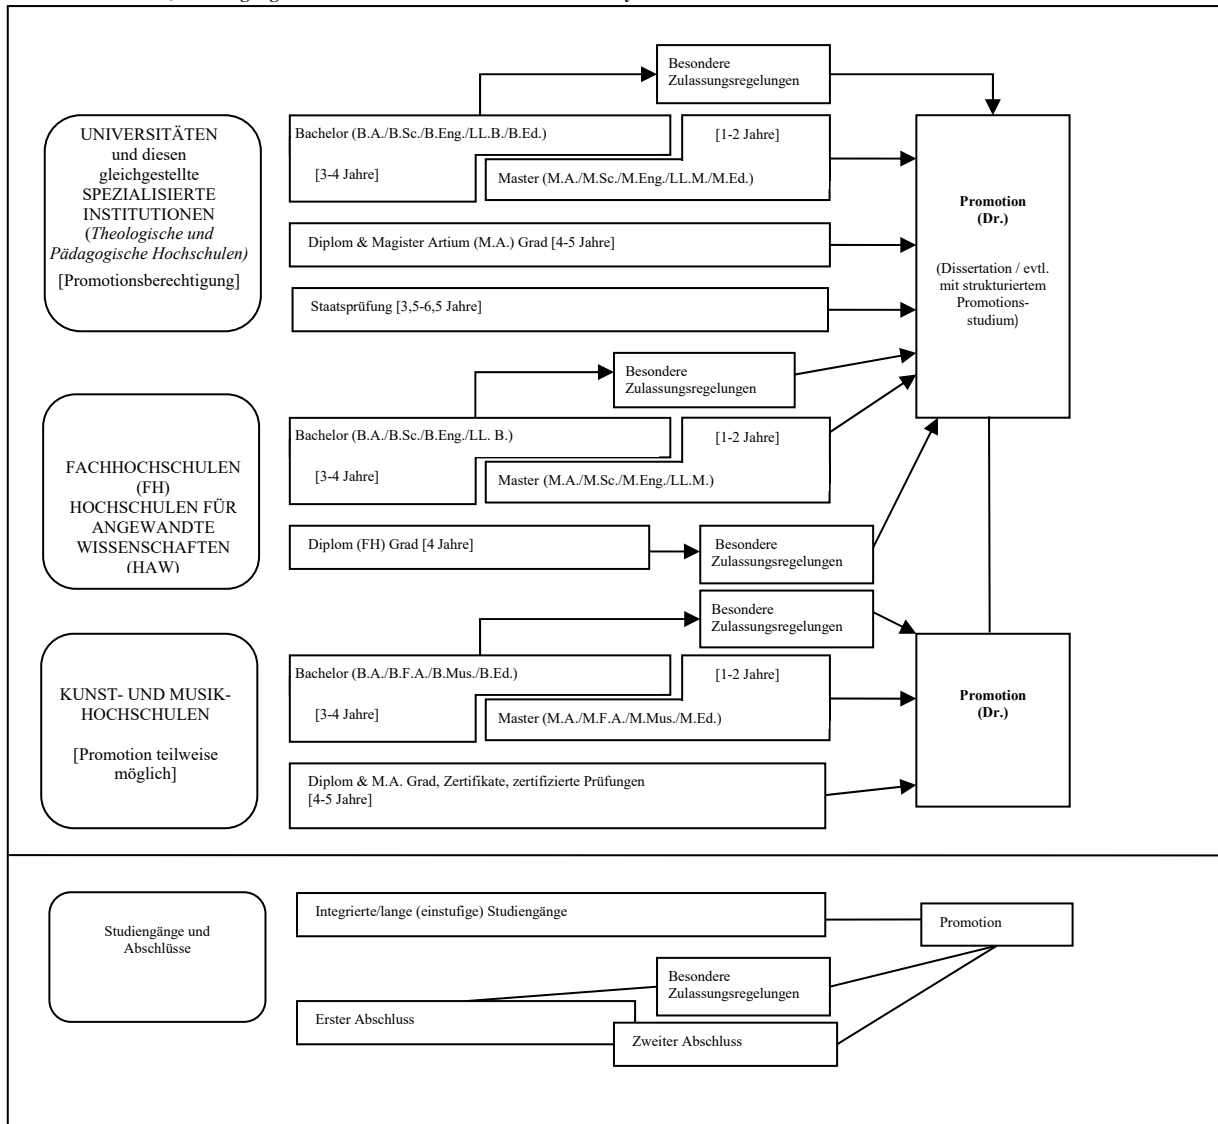 Besondere
Zulassungsregelungen
UNIVERSITÄTEN
und diesen
gleichgestellte
SPEZIALISIERTE
INSTITUTIONEN
(Theologische und
Pädagogische Hochschulen)
[Promotionsberechtigung]
Bachelor (B.A./B.Sc./B.Eng./LL.B./B.Ed.)
[3-4 Jahre]
[1-2 Jahre]
Master (M.A./M.Sc./M.Eng./LL.M./M.Ed.)
Diplom & Magister Artium (M.A.) Grad [4-5 Jahre]
Staatsprüfung [3,5-6,5 Jahre]
Promotion
(Dr.)
(Dissertation / evtl.
mit strukturiertem
Promotions-
studium)
Besondere
Zulassungsregelungen
FACHHOCHSCHULEN
(FH)
HOCHSCHULEN FÜR
ANGEWANDTE
WISSENSCHAFTEN
(HAW)
Bachelor (B.A./B.Sc./B.Eng./LL. B.)
[3-4 Jahre]
[1-2 Jahre]
Master (M.A./M.Sc./M.Eng./LL.M.)
Diplom (FH) Grad [4 Jahre]
Besondere
Zulassungsregelungen
Besondere
Zulassungsregelungen
KUNST- UND MUSIK-
HOCHSCHULEN
[Promotion teilweise
möglich]
Bachelor (B.A./B.F.A./B.Mus./B.Ed.)
[3-4 Jahre]
[1-2 Jahre]
Master (M.A./M.F.A./M.Mus./M.Ed.)
Diplom & M.A. Grad, Zertifikate, zertifizierte Prüfungen
[4-5 Jahre]
Promotion
(Dr.)
Studiengänge und
Abschlüsse
Integrierte/lange (einstufige) Studiengänge
Promotion
Besondere
Zulassungsregelungen
Erster Abschluss
Zweiter Abschluss